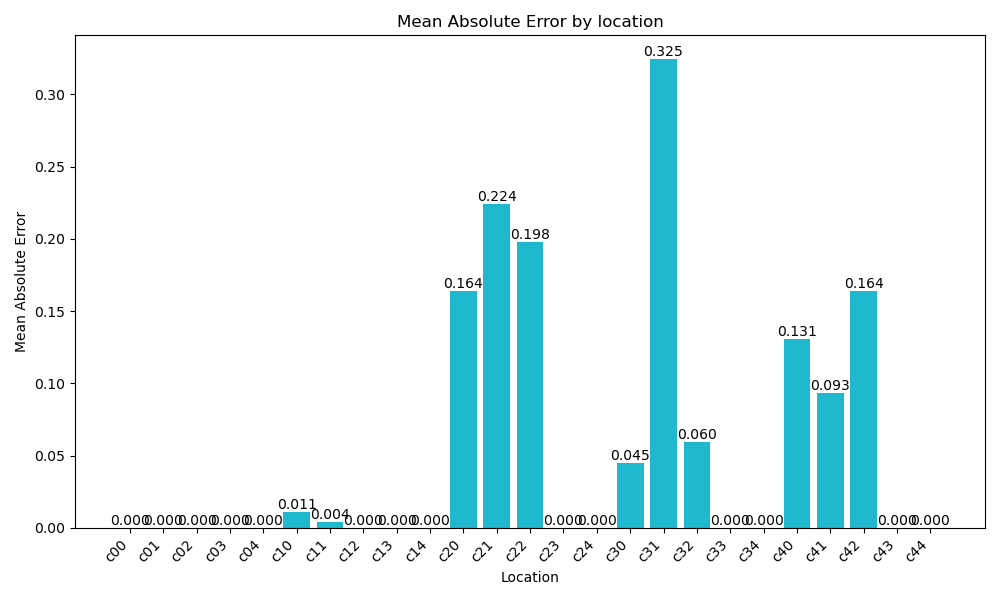 Mean Absolute Error by location
Mean Absolute Error
0.30
0.25
0.20
0.15
0.10
0.05
0.00
0.000 0.000 0.000 0.000 0.000 0.011 0.004 0.000 0.000 0.000 0.164 0.224 0.198 0.000 0.000 0.045 0.325 0.060 0.000 0.000 0.131 0.093 0.164 0.000 0.000
c00 c01 c02 c03 c04 c10 c11 c12 c13 c14 c20 c21 c22 c23 c24 c30 c31 c32 c33 c34 c40 c41 c42 c43 c44
Location